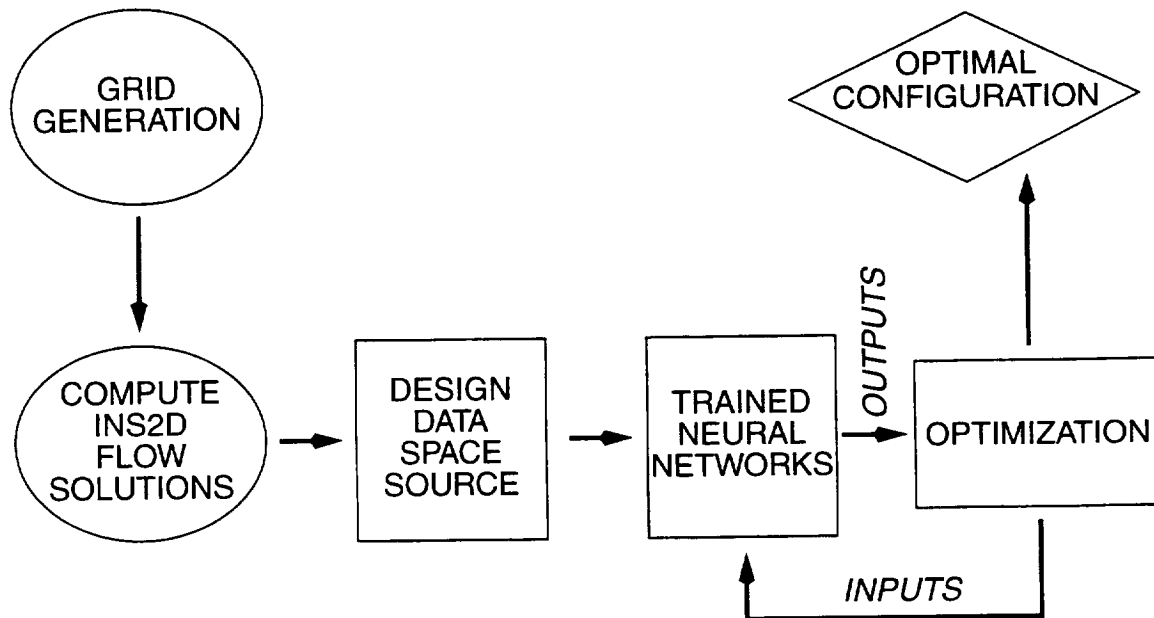 GRID
GENERATION
OPTIMAL
CONFIGURATION
COMPUTE
INS2D
FLOW
SOLUTIONS
DESIGN
DATA
SPACE
SOURCE
TRAINED
NEURAL
NETWORKS
OUTPUTS
OPTIMIZATION
INPUTS